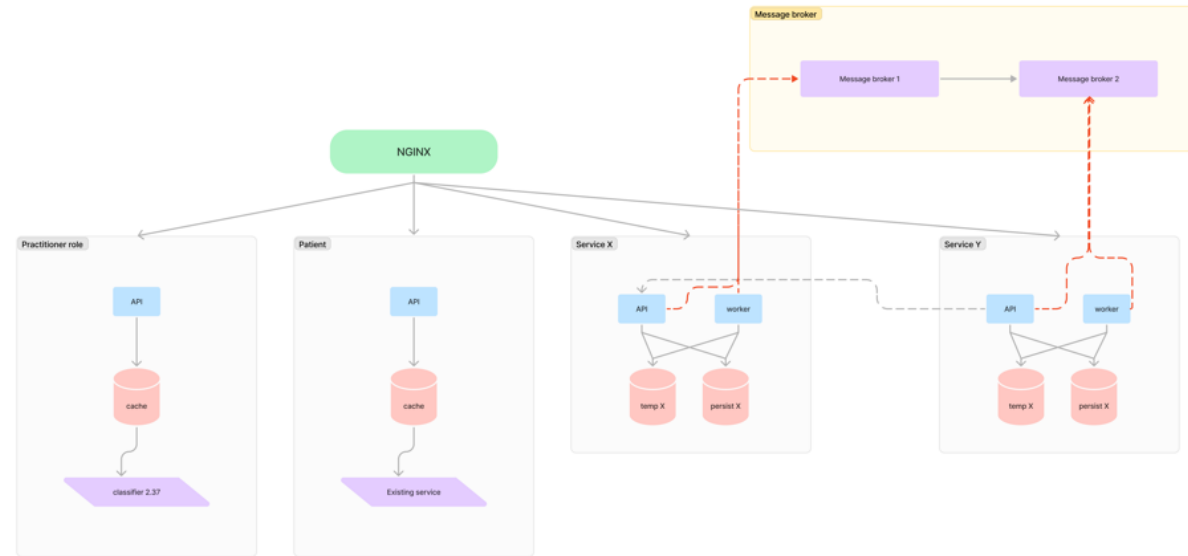 Message broker
Message broker 1
Message broker 2
NGINX
Practitioner role
Patient
Service X
Service Y
API
API
API
worker
API
worker
cache
cache
temp X
persist X
temp X
persist X
classifier 2.37
Existing service